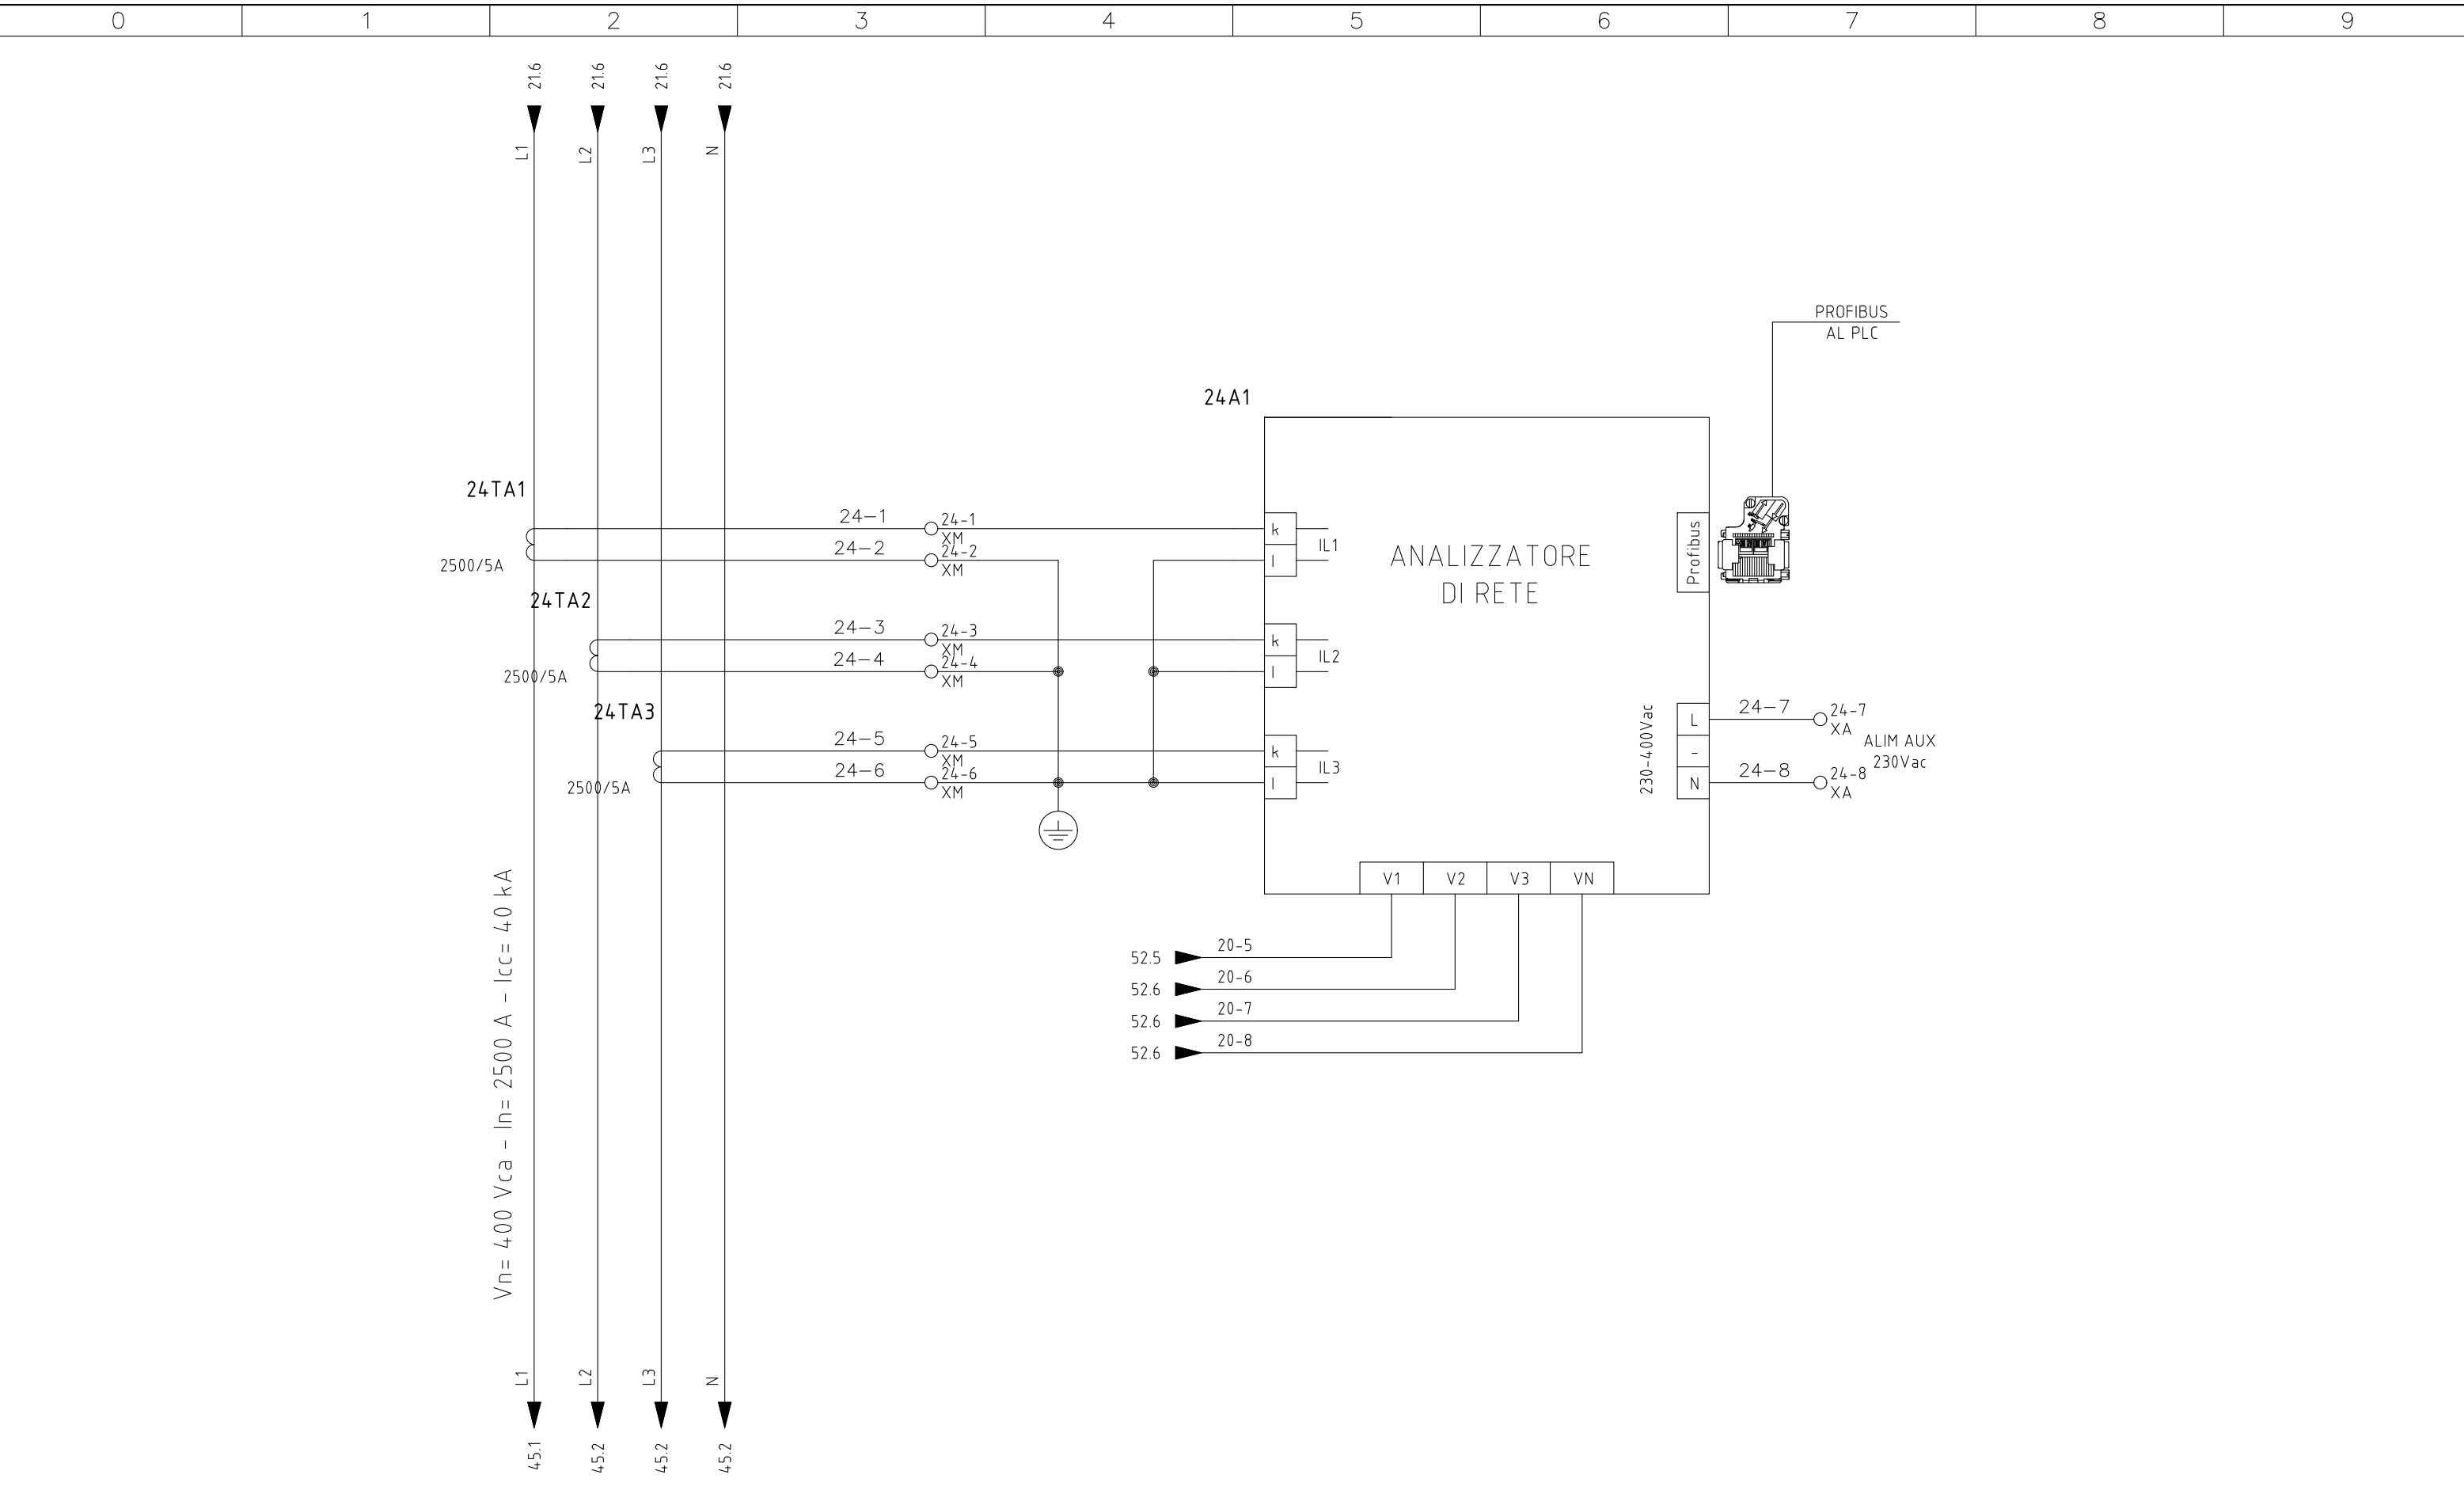 0 1 2 3 4 5 6 7 8 9
21.6 21.6 21.6 21.6
L1 L2 L3 N
PROFIBUS
AL PLC
24A1
24TA1
2500/5A
24-1 24-1
XM
24-2 24-2
XM
k
l
IL1
ANALIZZATORE
DI RETE
Profibus
24TA2
2500/5A
24-3 24-3
XM
24-4 24-4
XM
k
l
IL2
24TA3
2500/5A
24-5 24-5
XM
24-6 24-6
XM
k
l
IL3
230-400Vac
L
-
N
24-7 24-7
XA
ALIM AUX
230Vac
24-8 24-8
XA
V1 V2 V3 VN
52.5 20-5
52.6 20-6
52.6 20-7
52.6 20-8
Vn= 400 Vca - In= 2500 A - Icc= 40 kA
L1 L2 L3 N
45.1 45.2 45.2 45.2